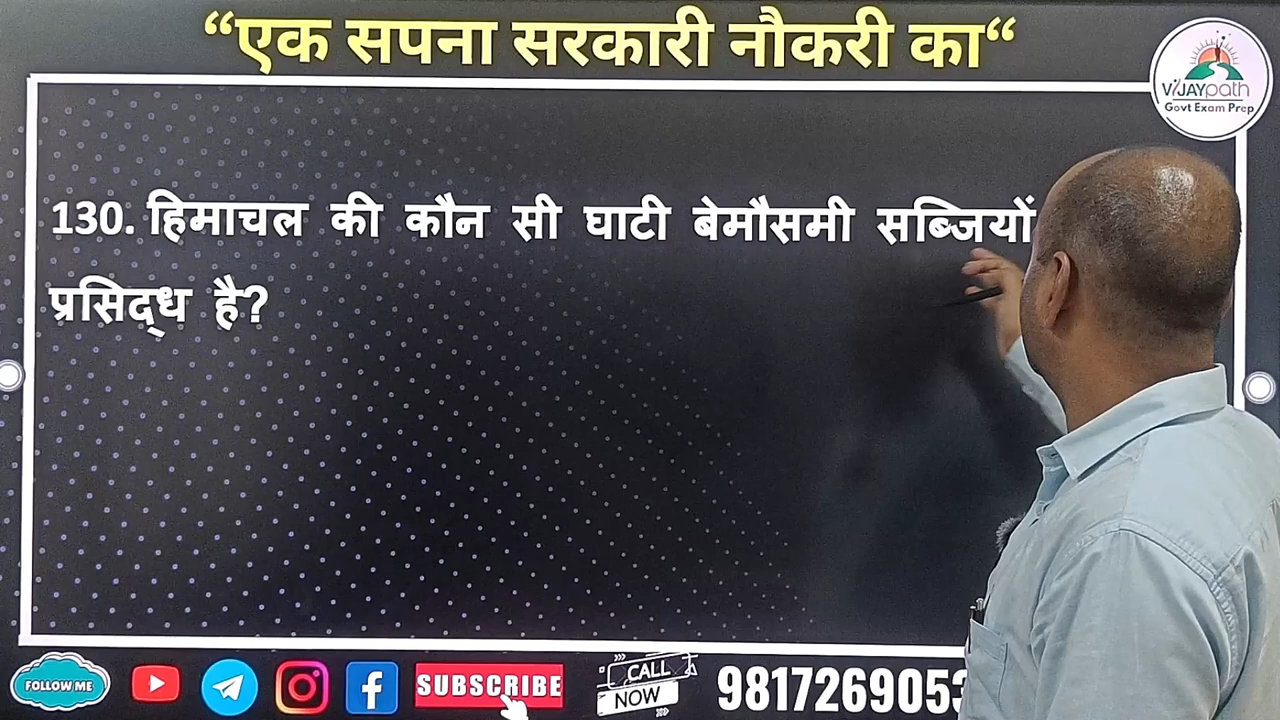 “एक सपना सरकारी नौकरी का“
VIJAYpath
Govt Exam Prep
130. हिमाचल की कौन सी घाटी बेमौसमी सब्जियों
प्रसिद्ध है?
FOLLOW ME
SUBSCRIBE
CALL
NOW
981726905